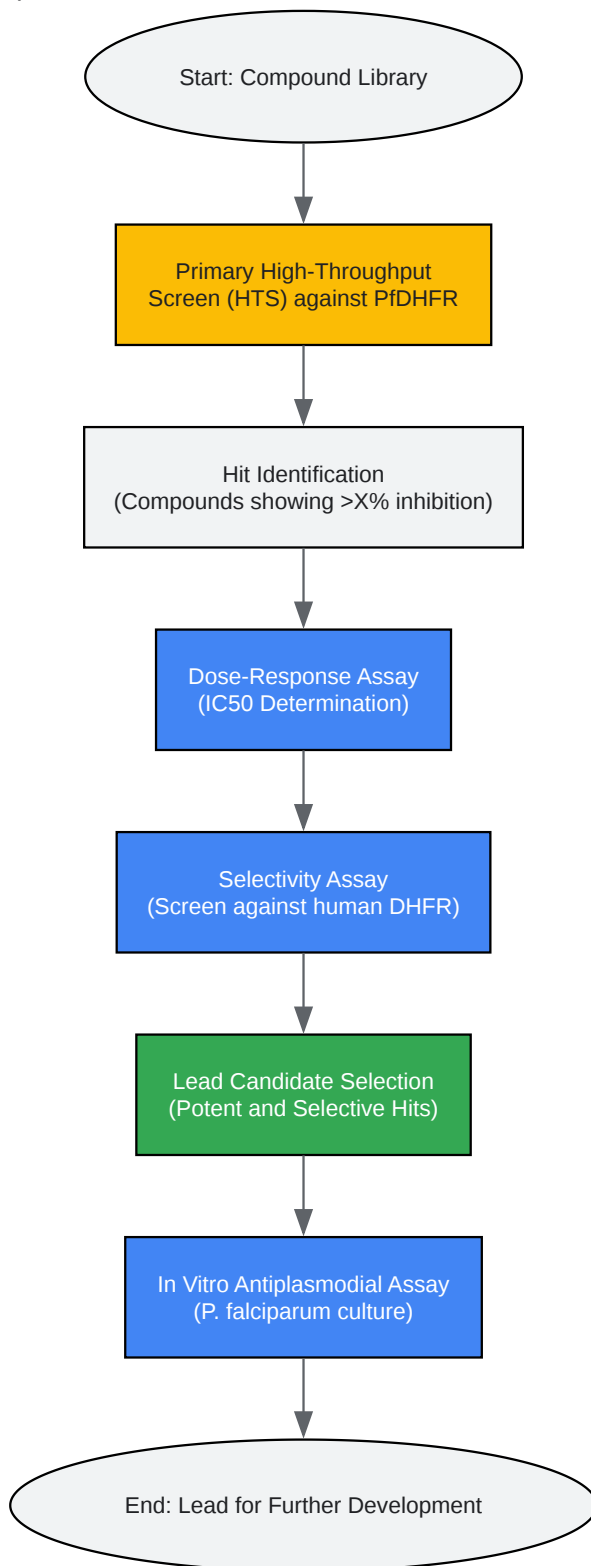 Start: Compound Library
Primary High-Throughput
Screen (HTS) against PfDHFR
Hit Identification
(Compounds showing >X% inhibition)
Dose-Response Assay
(IC50 Determination)
Selectivity Assay
(Screen against human DHFR)
Lead Candidate Selection
(Potent and Selective Hits)
In Vitro Antiplasmodial Assay
(P. falciparum culture)
End: Lead for Further Development